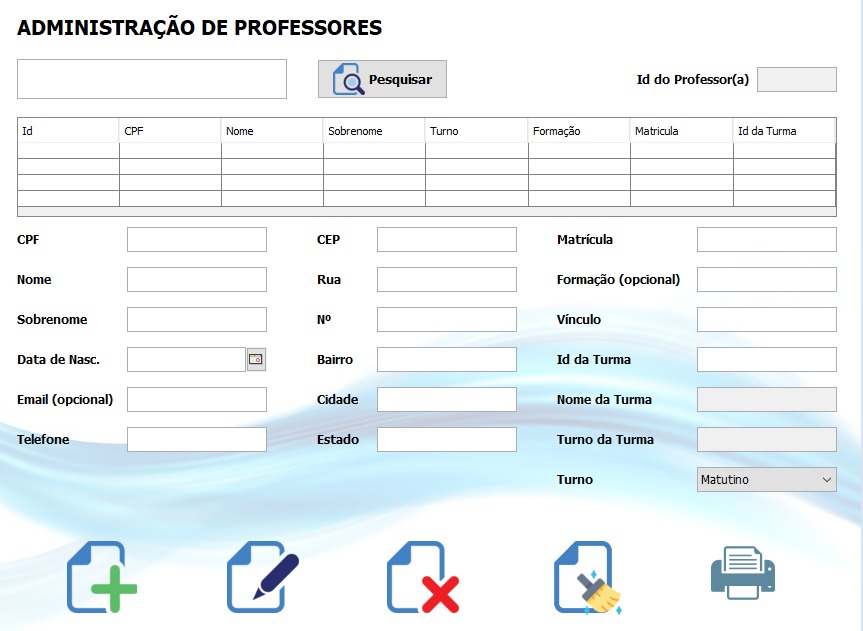 ADMINISTRAÇÃO DE PROFESSORES
Pesquisar Id do Professor(a)
Id CPF Nome Sobrenome Turno Formação Matricula Id da Turma
CPF CEP Matrícula
Nome Rua Formação (opcional)
Sobrenome Nº Vínculo
Data de Nasc. Bairro Id da Turma
Email (opcional) Cidade Nome da Turma
Telefone Estado Turno da Turma
Turno Matutino